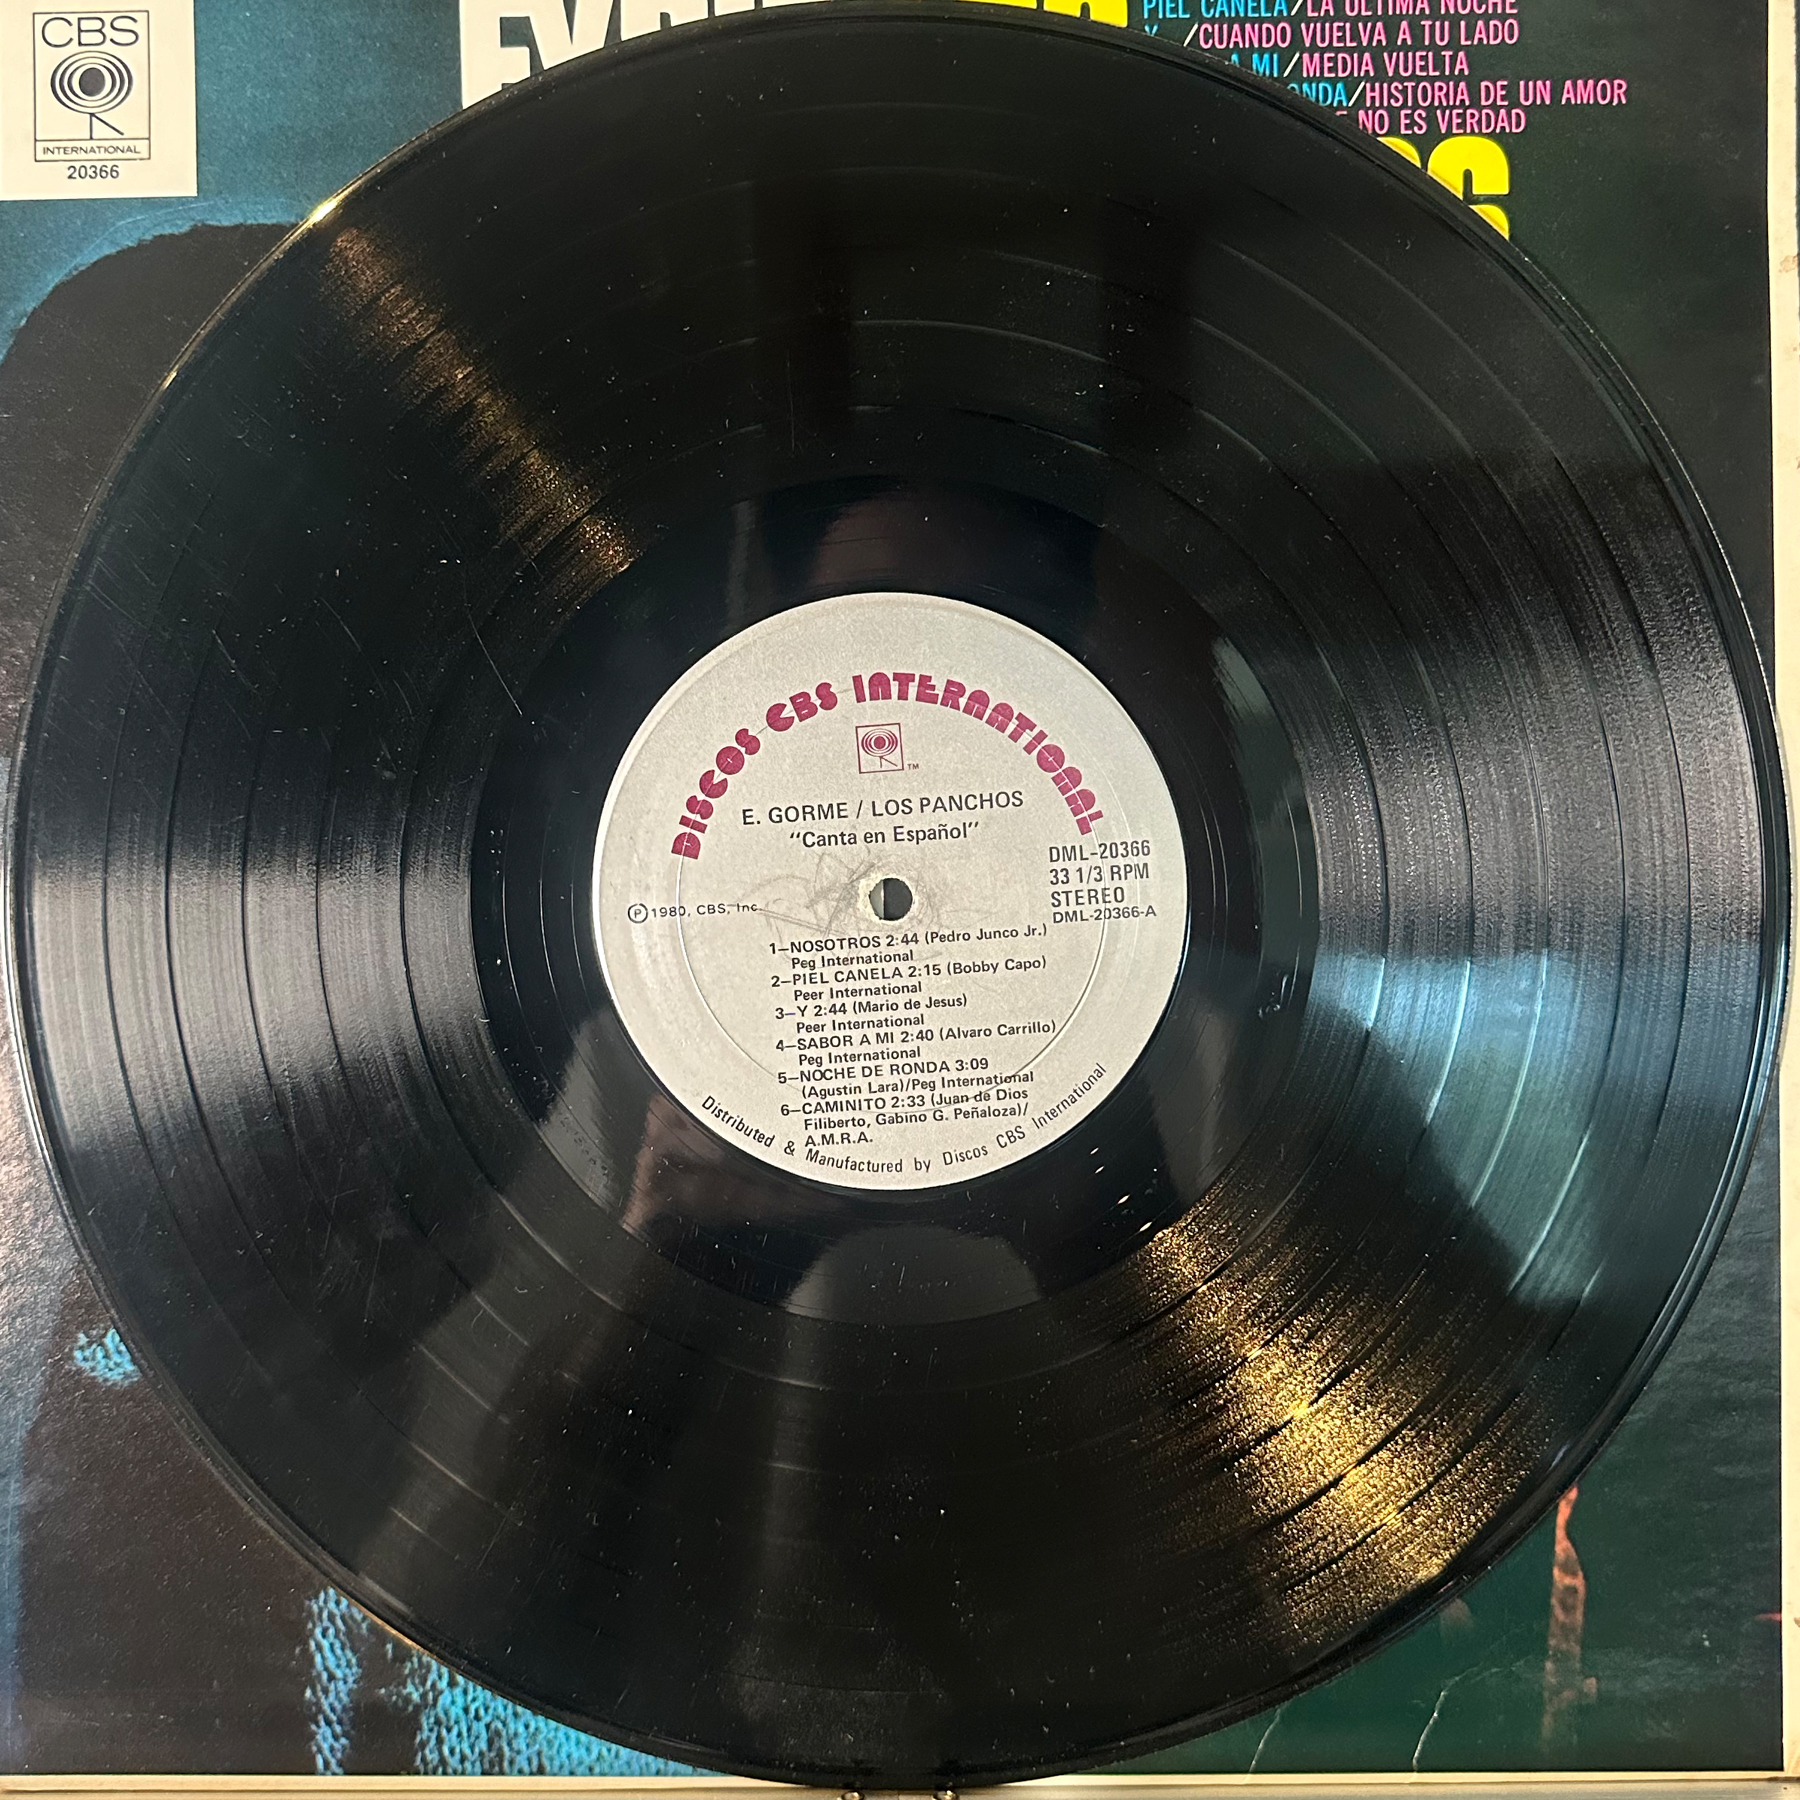 CBS
INTERNATIONAL
20366
PIEL CANELA/LA ULTIMA NOCHE
Y /CUANDO VUELVA A TU LADO
A MI/MEDIA VUELTA
/HISTORIA DE UN AMOR
NO ES VERDAD
DISCOS CBS INTERNATIONAL
TM
E. GORME / LOS PANCHOS
"Canta en Español"
DML-20366
33 1/3 RPM
STEREO
DML-20366-A
Ⓟ1980, CBS, Inc.
1—NOSOTROS 2:44 (Pedro Junco Jr.)
Peg International
2—PIEL CANELA 2:15 (Bobby Capo)
Peer International
3—Y 2:44 (Mario de Jesus)
Peer International
4—SABOR A MI 2:40 (Alvaro Carrillo)
Peg International
5—NOCHE DE RONDA 3:09
(Agustin Lara)/Peg International
6—CAMINITO 2:33 (Juan de Dios
Filiberto, Gabino G. Peñaloza)/
A.M.R.A.
Distributed & Manufactured by Discos CBS International